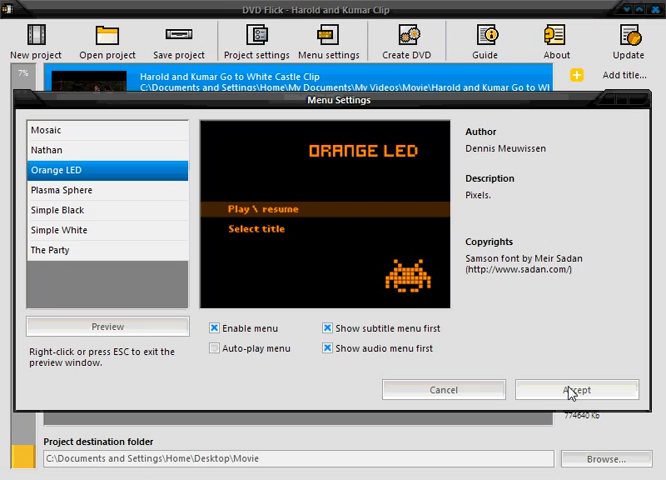 DVD Flick - Harold and Kumar Clip
New project
Open project
Save project
Project settings
Menu settings
Create DVD
Guide
About
Update
7%
Harold and Kumar Go to White Castle Clip
C:\Documents and Settings\Home\My Documents\My Videos\Movie\Harold and Kumar Go to WI
Add title...
Menu Settings
Mosaic
Nathan
Orange LED
Plasma Sphere
Simple Black
Simple White
The Party
ORANGE LED
Play \ resume
Select title
Author
Dennis Meuwissen
Description
Pixels.
Copyrights
Samson font by Meir Sadan
(http://www.sadan.com/)
Preview
Right-click or press ESC to exit the
preview window.
Enable menu
Show subtitle menu first
Auto-play menu
Show audio menu first
Cancel
Accept
774640 Kb
Project destination folder
C:\Documents and Settings\Home\Desktop\Movie
Browse...